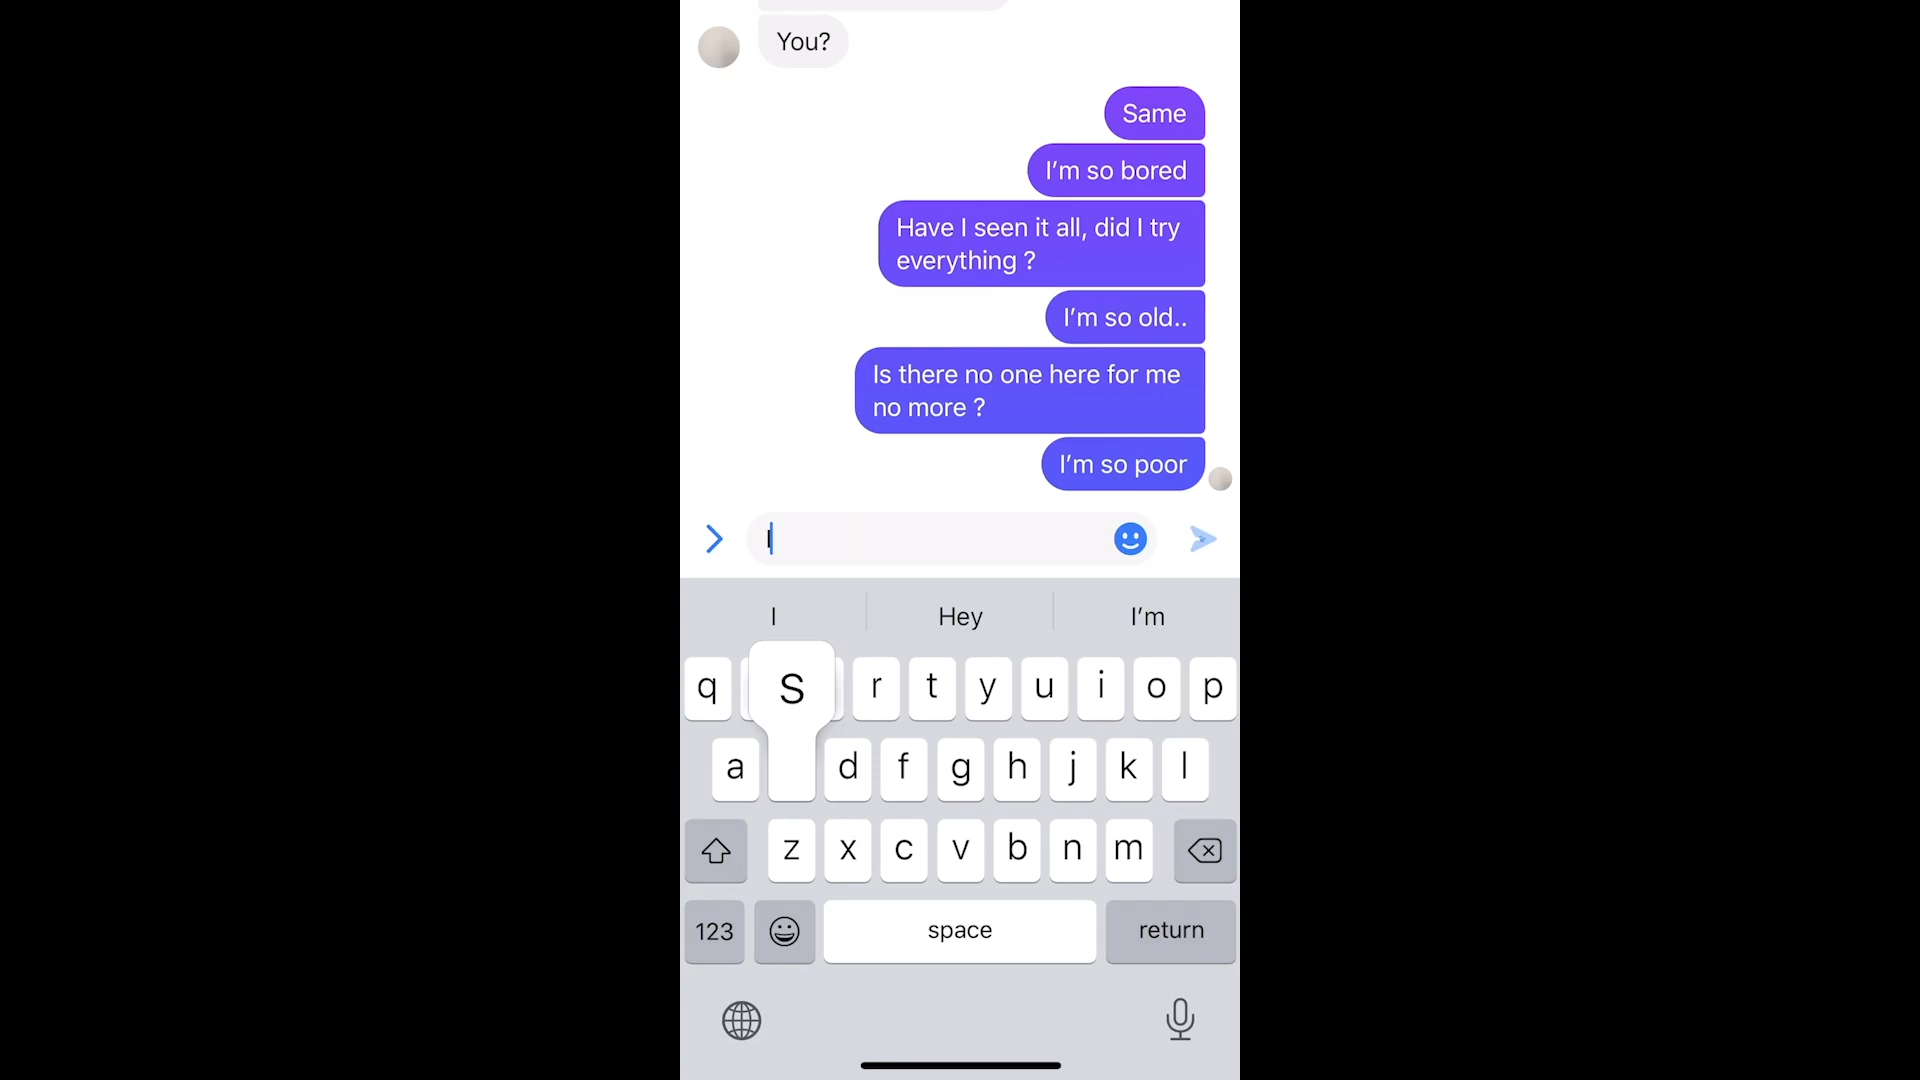 You?
Same
I’m so bored
Have I seen it all, did I try
everything ?
I’m so old..
Is there no one here for me
no more ?
I’m so poor
I
I
Hey
I’m
q
S
r
t
y
u
i
o
p
a
d
f
g
h
j
k
l
z
x
c
v
b
n
m
123
space
return